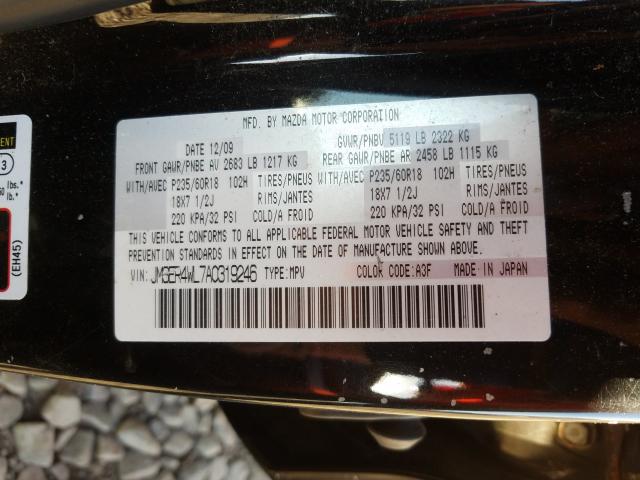 MFD. BY MAZDA MOTOR CORPORATION
DATE 12/09 GVWR/PNBV 5119 LB 2322 KG
FRONT GAWR/PNBE AV 2683 LB 1217 KG REAR GAWR/PNBE AR 2458 LB 1115 KG
WITH/AVEC P235/60R18 102H TIRES/PNEUS WITH/AVEC P235/60R18 102H TIRES/PNEUS
18X7 1/2J RIMS/JANTES 18X7 1/2J RIMS/JANTES
220 KPA/32 PSI COLD/A FROID 220 KPA/32 PSI COLD/A FROID
THIS VEHICLE CONFORMS TO ALL APPLICABLE FEDERAL MOTOR VEHICLE SAFETY AND THEFT
PREVENTION STANDARDS IN EFFECT ON THE DATE OF MANUFACTURE SHOWN ABOVE.
VIN:JM3ER4WL7A0319246 TYPE:MPV COLOR CODE:A3F MADE IN JAPAN
3
lbs.*
lb.*
(EH45)